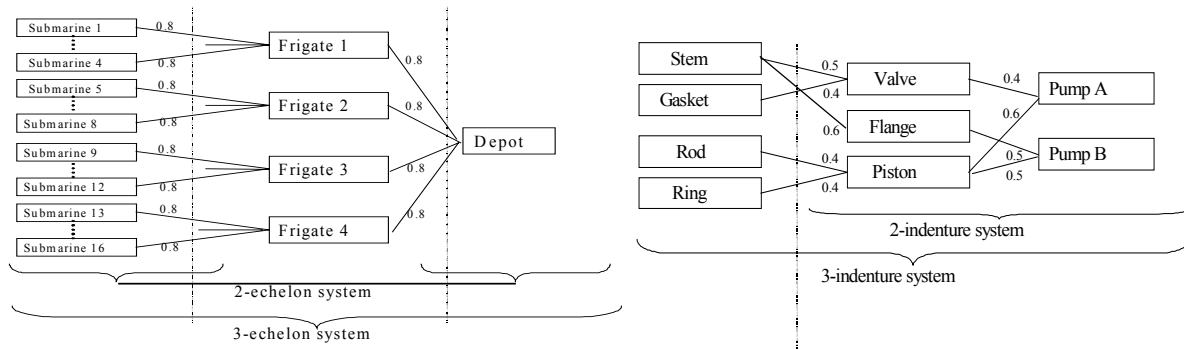 Submarine 1
0.8
Submarine 4
0.8
Submarine 5
0.8
Submarine 8
0.8
Submarine 9
0.8
Submarine 12
0.8
Submarine 13
0.8
Submarine 16
0.8
Frigate 1
Frigate 2
Frigate 3
Frigate 4
0.8
0.8
0.8
0.8
Depot
2-echelon system
3-echelon system
Stem
Gasket
Rod
Ring
0.5
0.4
0.6
0.4
0.4
Valve
Flange
Piston
0.4
0.6
0.5
0.5
Pump A
Pump B
2-indenture system
3-indenture system